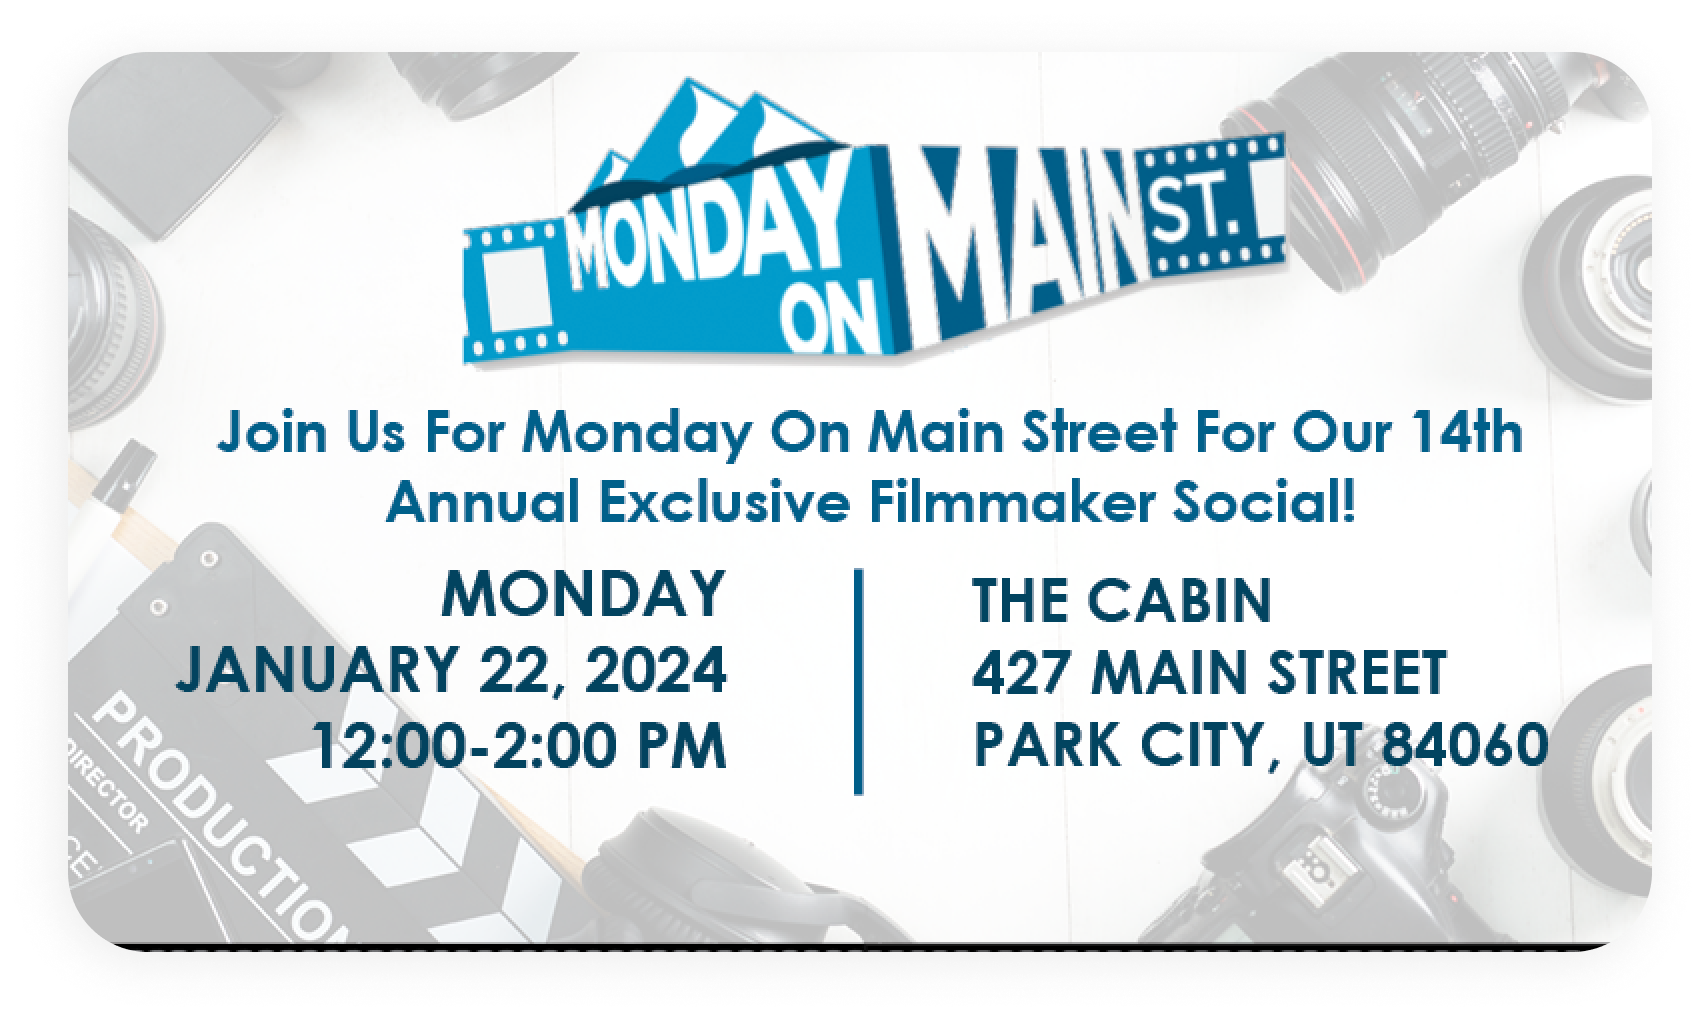 MONDAY
ON
MAIN
ST.
Join Us For Monday On Main Street For Our 14th
Annual Exclusive Filmmaker Social!
MONDAY
JANUARY 22, 2024
12:00-2:00 PM
THE CABIN
427 MAIN STREET
PARK CITY, UT 84060
PRODUCTION
DIRECTOR